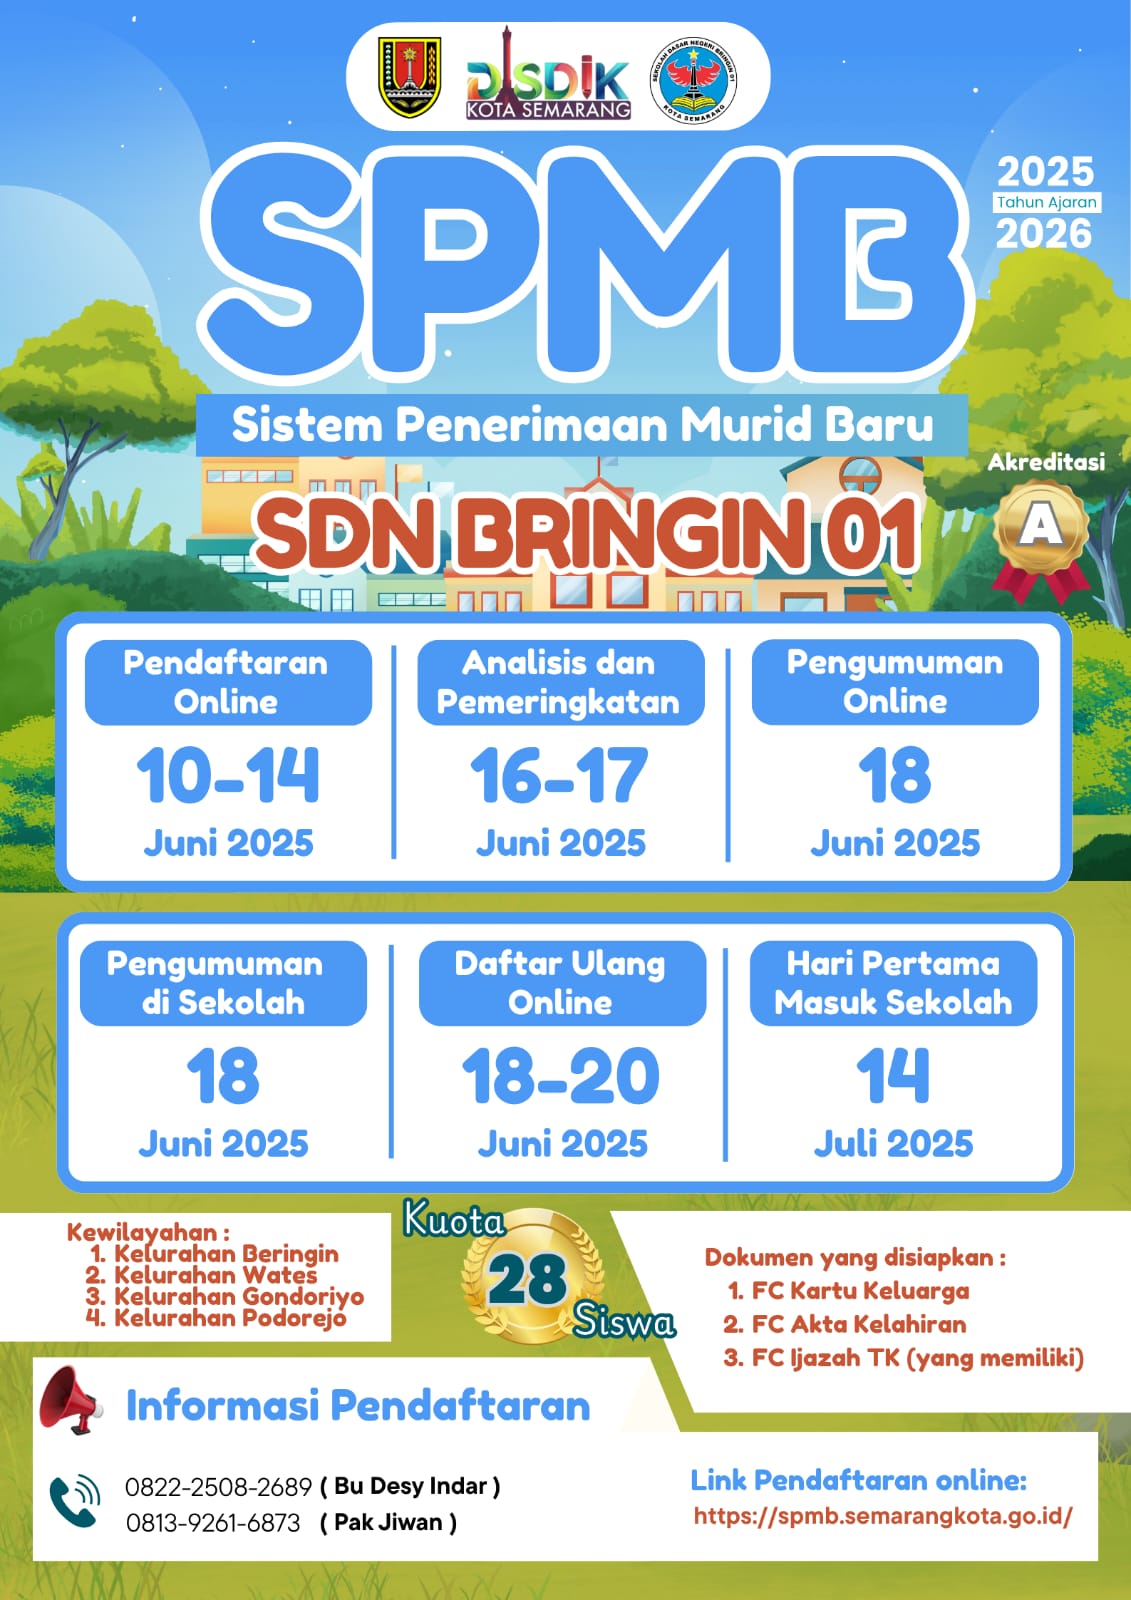 DISDIK
KOTA SEMARANG
SEKOLAH DASAR NEGERI BRINGIN 01
KOTA SEMARANG
SPMB
2025
Tahun Ajaran
2026
Sistem Penerimaan Murid Baru
Akreditasi
A
SDN BRINGIN 01
Pendaftaran
Online
10-14
Juni 2025
Analisis dan
Pemeringkatan
16-17
Juni 2025
Pengumuman
Online
18
Juni 2025
Pengumuman
di Sekolah
18
Juni 2025
Daftar Ulang
Online
18-20
Juni 2025
Hari Pertama
Masuk Sekolah
14
Juli 2025
Kewilayahan :
1. Kelurahan Beringin
2. Kelurahan Wates
3. Kelurahan Gondoriyo
4. Kelurahan Podorejo
Kuota
28
Siswa
Dokumen yang disiapkan :
1. FC Kartu Keluarga
2. FC Akta Kelahiran
3. FC Ijazah TK (yang memiliki)
Informasi Pendaftaran
0822-2508-2689 ( Bu Desy Indar )
0813-9261-6873 ( Pak Jiwan )
Link Pendaftaran online:
https://spmb.semarangkota.go.id/